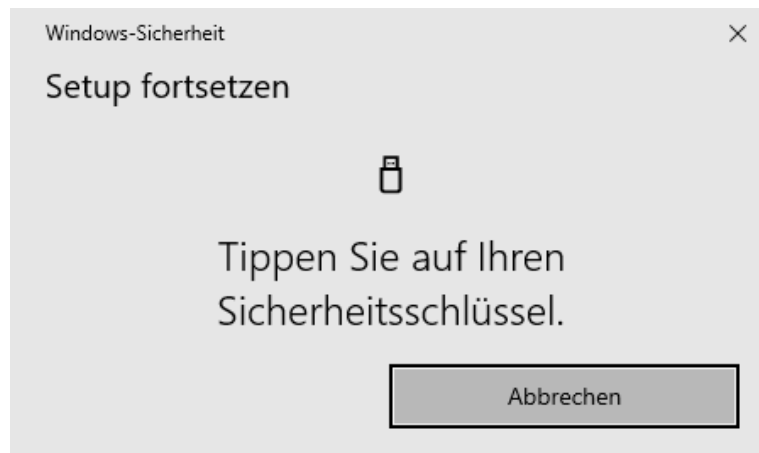 Windows-Sicherheit
Setup fortsetzen
Tippen Sie auf Ihren
Sicherheitsschlüssel.
Abbrechen